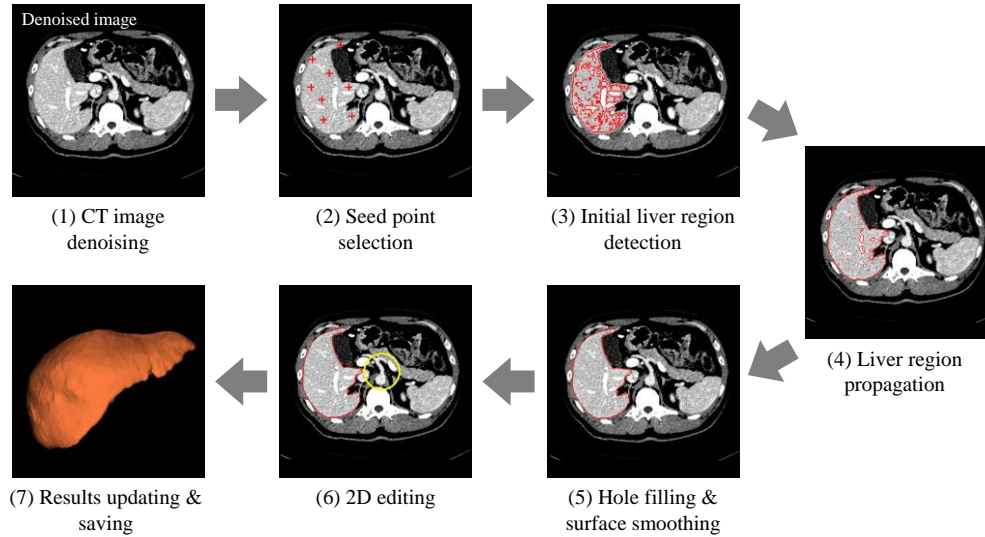 Denoised image
(1) CT image
denoising
(2) Seed point
selection
(3) Initial liver region
detection
(4) Liver region
propagation
(5) Hole filling &
surface smoothing
(6) 2D editing
(7) Results updating &
saving